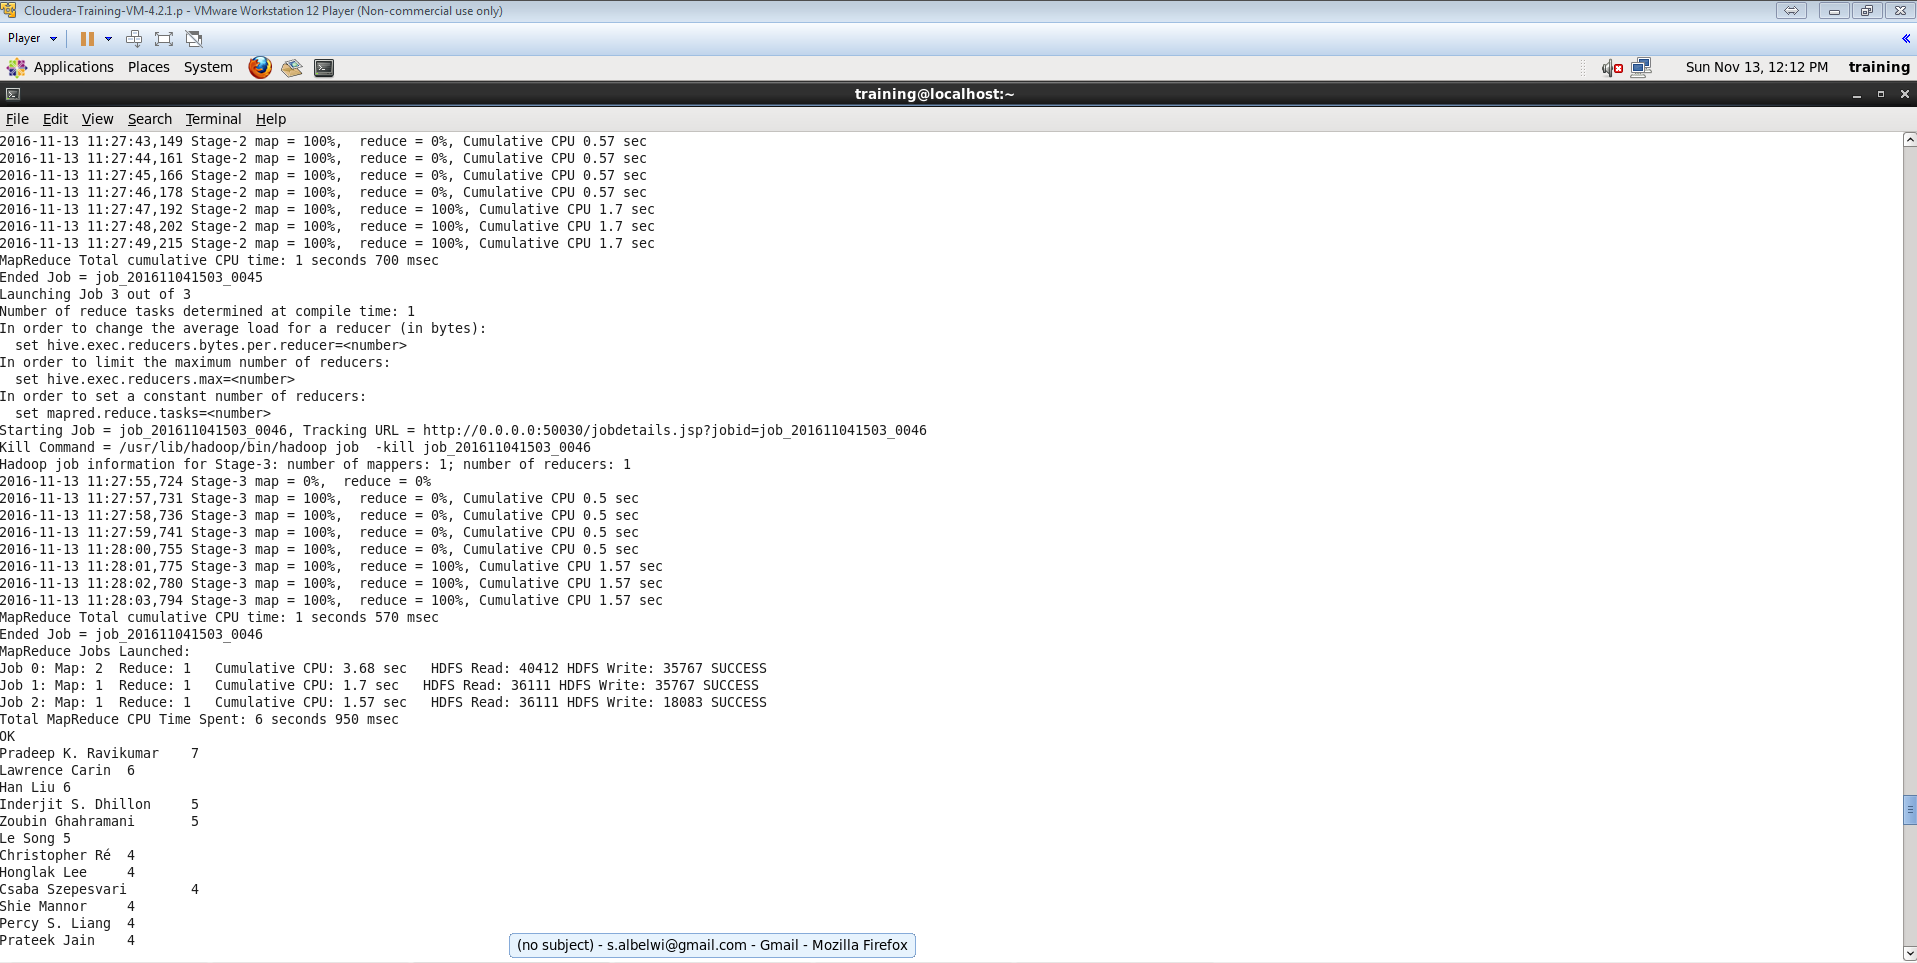 Cloudera-Training-VM-4.2.1.p - VMware Workstation 12 Player (Non-commercial use only)
Player
Applications Places System Sun Nov 13, 12:12 PM training
training@localhost:~
File Edit View Search Terminal Help
2016-11-13 11:27:43,149 Stage-2 map = 100%,  reduce = 0%, Cumulative CPU 0.57 sec
2016-11-13 11:27:44,161 Stage-2 map = 100%,  reduce = 0%, Cumulative CPU 0.57 sec
2016-11-13 11:27:45,166 Stage-2 map = 100%,  reduce = 0%, Cumulative CPU 0.57 sec
2016-11-13 11:27:46,178 Stage-2 map = 100%,  reduce = 0%, Cumulative CPU 0.57 sec
2016-11-13 11:27:47,192 Stage-2 map = 100%,  reduce = 100%, Cumulative CPU 1.7 sec
2016-11-13 11:27:48,202 Stage-2 map = 100%,  reduce = 100%, Cumulative CPU 1.7 sec
2016-11-13 11:27:49,215 Stage-2 map = 100%,  reduce = 100%, Cumulative CPU 1.7 sec
MapReduce Total cumulative CPU time: 1 seconds 700 msec
Ended Job = job_201611041503_0045
Launching Job 3 out of 3
Number of reduce tasks determined at compile time: 1
In order to change the average load for a reducer (in bytes):
  set hive.exec.reducers.bytes.per.reducer=<number>
In order to limit the maximum number of reducers:
  set hive.exec.reducers.max=<number>
In order to set a constant number of reducers:
  set mapred.reduce.tasks=<number>
Starting Job = job_201611041503_0046, Tracking URL = http://0.0.0.0:50030/jobdetails.jsp?jobid=job_201611041503_0046
Kill Command = /usr/lib/hadoop/bin/hadoop job  -kill job_201611041503_0046
Hadoop job information for Stage-3: number of mappers: 1; number of reducers: 1
2016-11-13 11:27:55,724 Stage-3 map = 0%,  reduce = 0%
2016-11-13 11:27:57,731 Stage-3 map = 100%,  reduce = 0%, Cumulative CPU 0.5 sec
2016-11-13 11:27:58,736 Stage-3 map = 100%,  reduce = 0%, Cumulative CPU 0.5 sec
2016-11-13 11:27:59,741 Stage-3 map = 100%,  reduce = 0%, Cumulative CPU 0.5 sec
2016-11-13 11:28:00,755 Stage-3 map = 100%,  reduce = 0%, Cumulative CPU 0.5 sec
2016-11-13 11:28:01,775 Stage-3 map = 100%,  reduce = 100%, Cumulative CPU 1.57 sec
2016-11-13 11:28:02,780 Stage-3 map = 100%,  reduce = 100%, Cumulative CPU 1.57 sec
2016-11-13 11:28:03,794 Stage-3 map = 100%,  reduce = 100%, Cumulative CPU 1.57 sec
MapReduce Total cumulative CPU time: 1 seconds 570 msec
Ended Job = job_201611041503_0046
MapReduce Jobs Launched:
Job 0: Map: 2  Reduce: 1   Cumulative CPU: 3.68 sec   HDFS Read: 40412 HDFS Write: 35767 SUCCESS
Job 1: Map: 1  Reduce: 1   Cumulative CPU: 1.7 sec   HDFS Read: 36111 HDFS Write: 35767 SUCCESS
Job 2: Map: 1  Reduce: 1   Cumulative CPU: 1.57 sec   HDFS Read: 36111 HDFS Write: 18083 SUCCESS
Total MapReduce CPU Time Spent: 6 seconds 950 msec
OK
Pradeep K. Ravikumar    7
Lawrence Carin  6
Han Liu 6
Inderjit S. Dhillon     5
Zoubin Ghahramani       5
Le Song 5
Christopher Ré  4
Honglak Lee     4
Csaba Szepesvari        4
Shie Mannor     4
Percy S. Liang  4
Prateek Jain    4
(no subject) - s.albelwi@gmail.com - Gmail - Mozilla Firefox